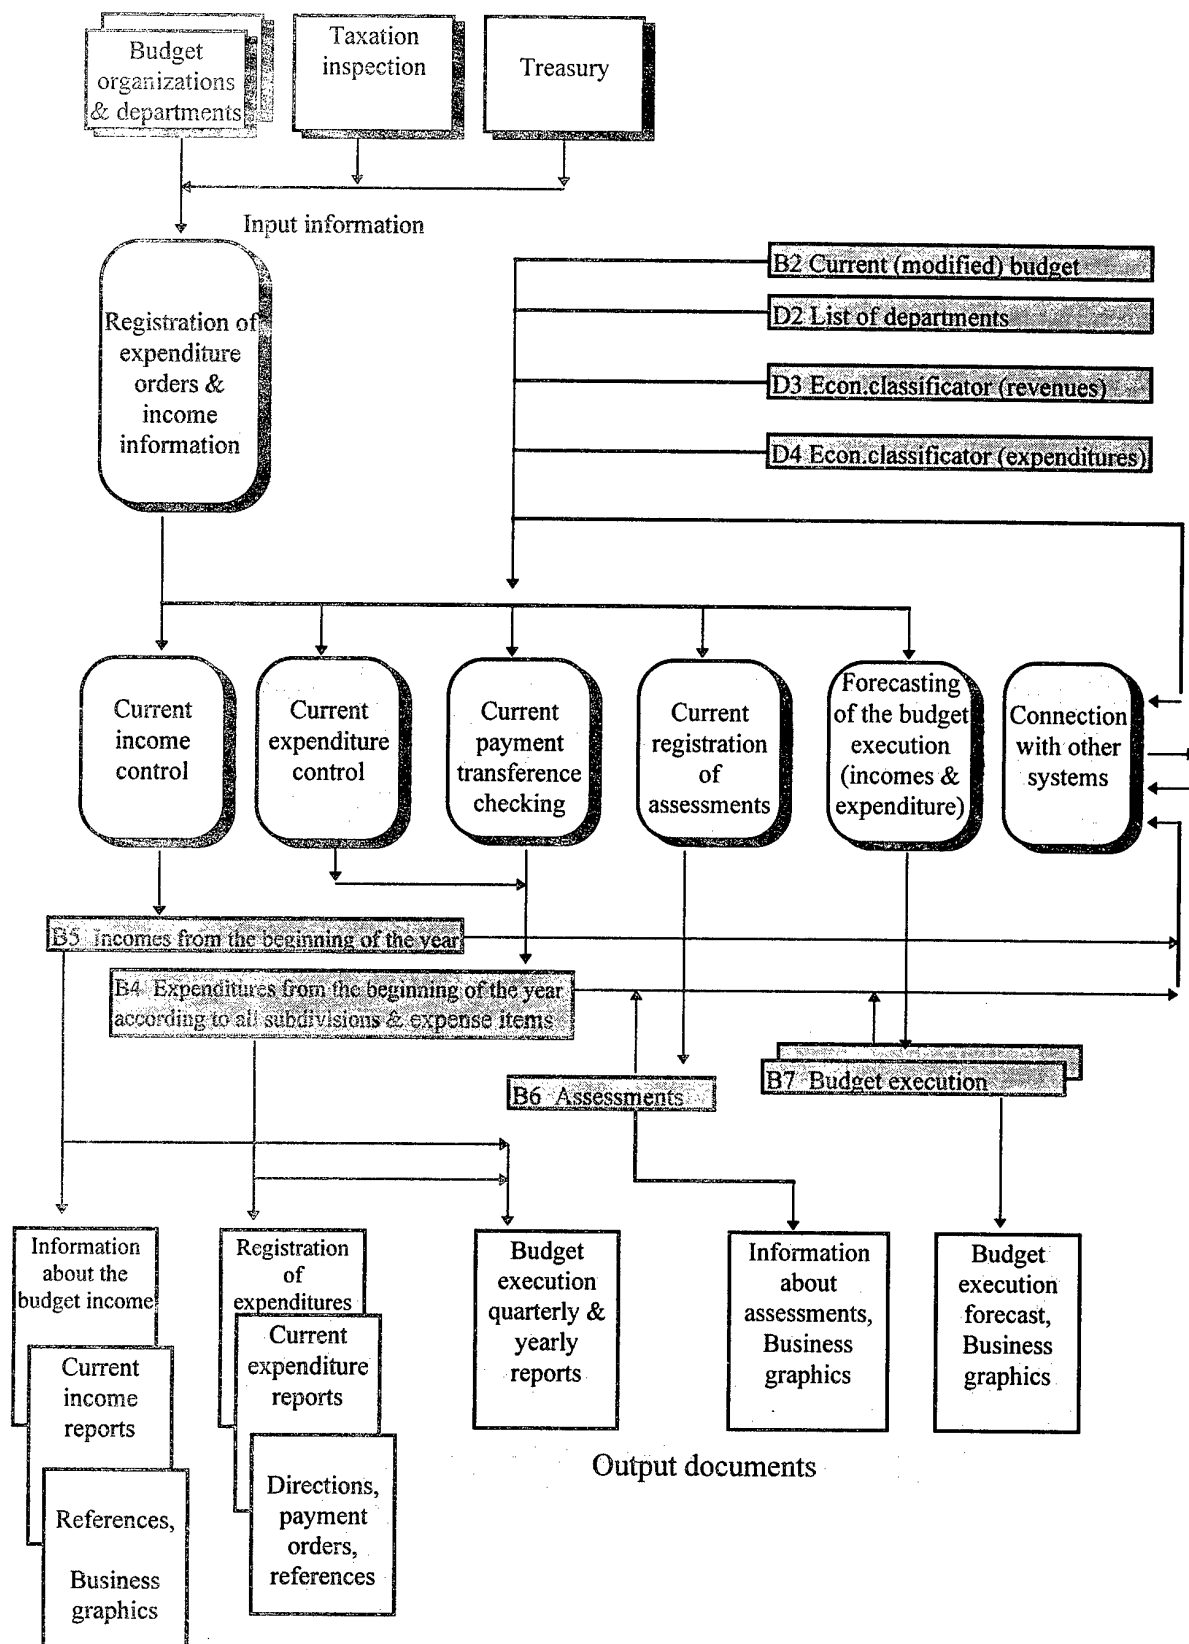 Budget
organizations
& departments
Taxation
inspection
Treasury
Input information
Registration of
expenditure
orders &
income
information
B2 Current (modified) budget
D2 List of departments
D3 Econ.classificator (revenues)
D4 Econ.classificator (expenditures)
Current
income
control
Current
expenditure
control
Current
payment
transference
checking
Current
registration
of
assessments
Forecasting
of the budget
execution
(incomes &
expenditure)
Connection
with other
systems
B5 Incomes from the beginning of the year
B4 Expenditures from the beginning of the year
according to all subdivisions & expense items
B6 Assessments
B7 Budget execution
Information
about the
budget income
Current
income
reports
References,
Business
graphics
Registration
of
expenditures
Current
expenditure
reports
Directions,
payment
orders,
references
Budget
execution
quarterly &
yearly
reports
Information
about
assessments,
Business
graphics
Budget
execution
forecast,
Business
graphics
Output documents